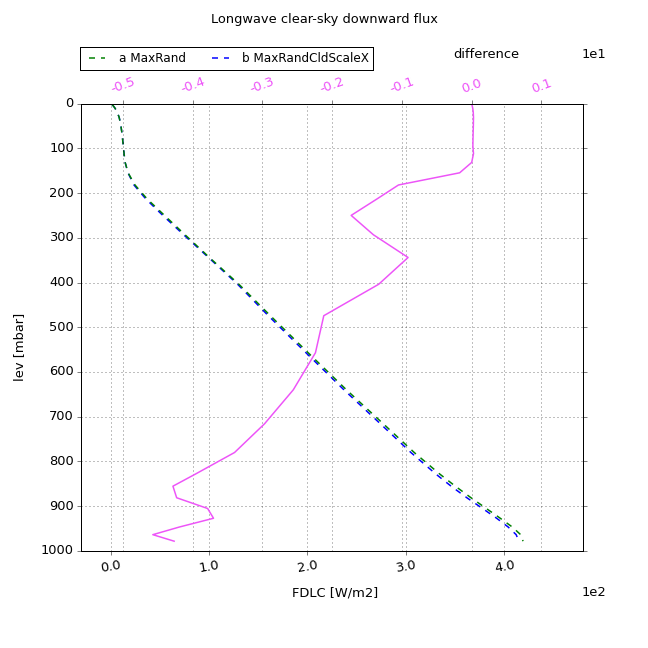 Longwave clear-sky downward flux
a MaxRand b MaxRandCldScaleX difference 1e1
-0.5 -0.4 -0.3 -0.2 -0.1 0.0 0.1
0
100
200
300
400
500
600
700
800
900
1000
lev [mbar]
0.0 1.0 2.0 3.0 4.0
FDLC [W/m2] 1e2